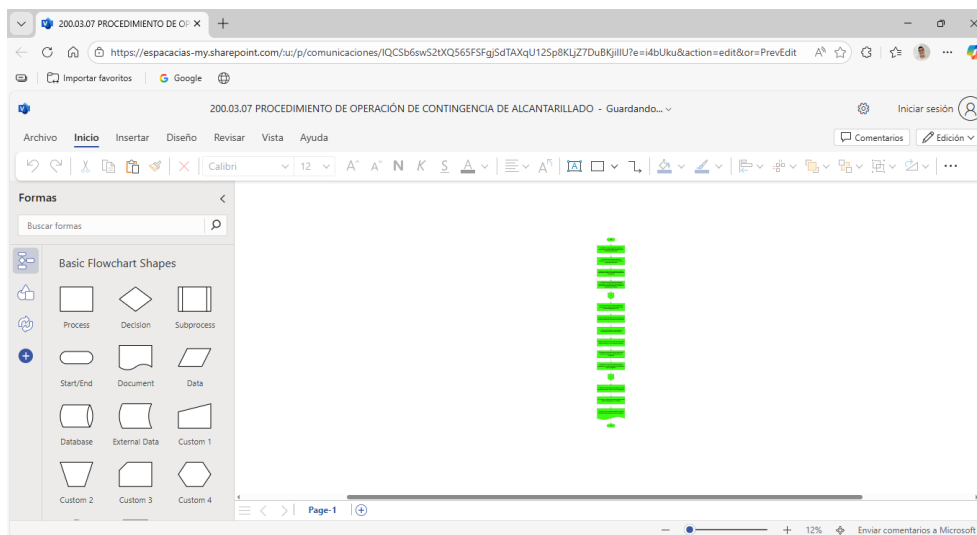 200.03.07 PROCEDIMIENTO DE OP
https://espacacias-my.sharepoint.com/:u:/p/comunicaciones/IQCSb6swS2tXQ565FSFgjSdTAXqU12Sp8KLjZ7DuBKjiIlIU?e=i4bUku&action=edit&or=PrevEdit
Importar favoritos Google
200.03.07 PROCEDIMIENTO DE OPERACIÓN DE CONTINGENCIA DE ALCANTARILLADO - Guardando...
Iniciar sesión
Archivo Inicio Insertar Diseño Revisar Vista Ayuda
Comentarios Edición
Calibri 12 A A N K S A
Formas
Buscar formas
Basic Flowchart Shapes
Process Decision Subprocess
Start/End Document Data
Database External Data Custom 1
Custom 2 Custom 3 Custom 4
Page-1
12% Enviar comentarios a Microsoft